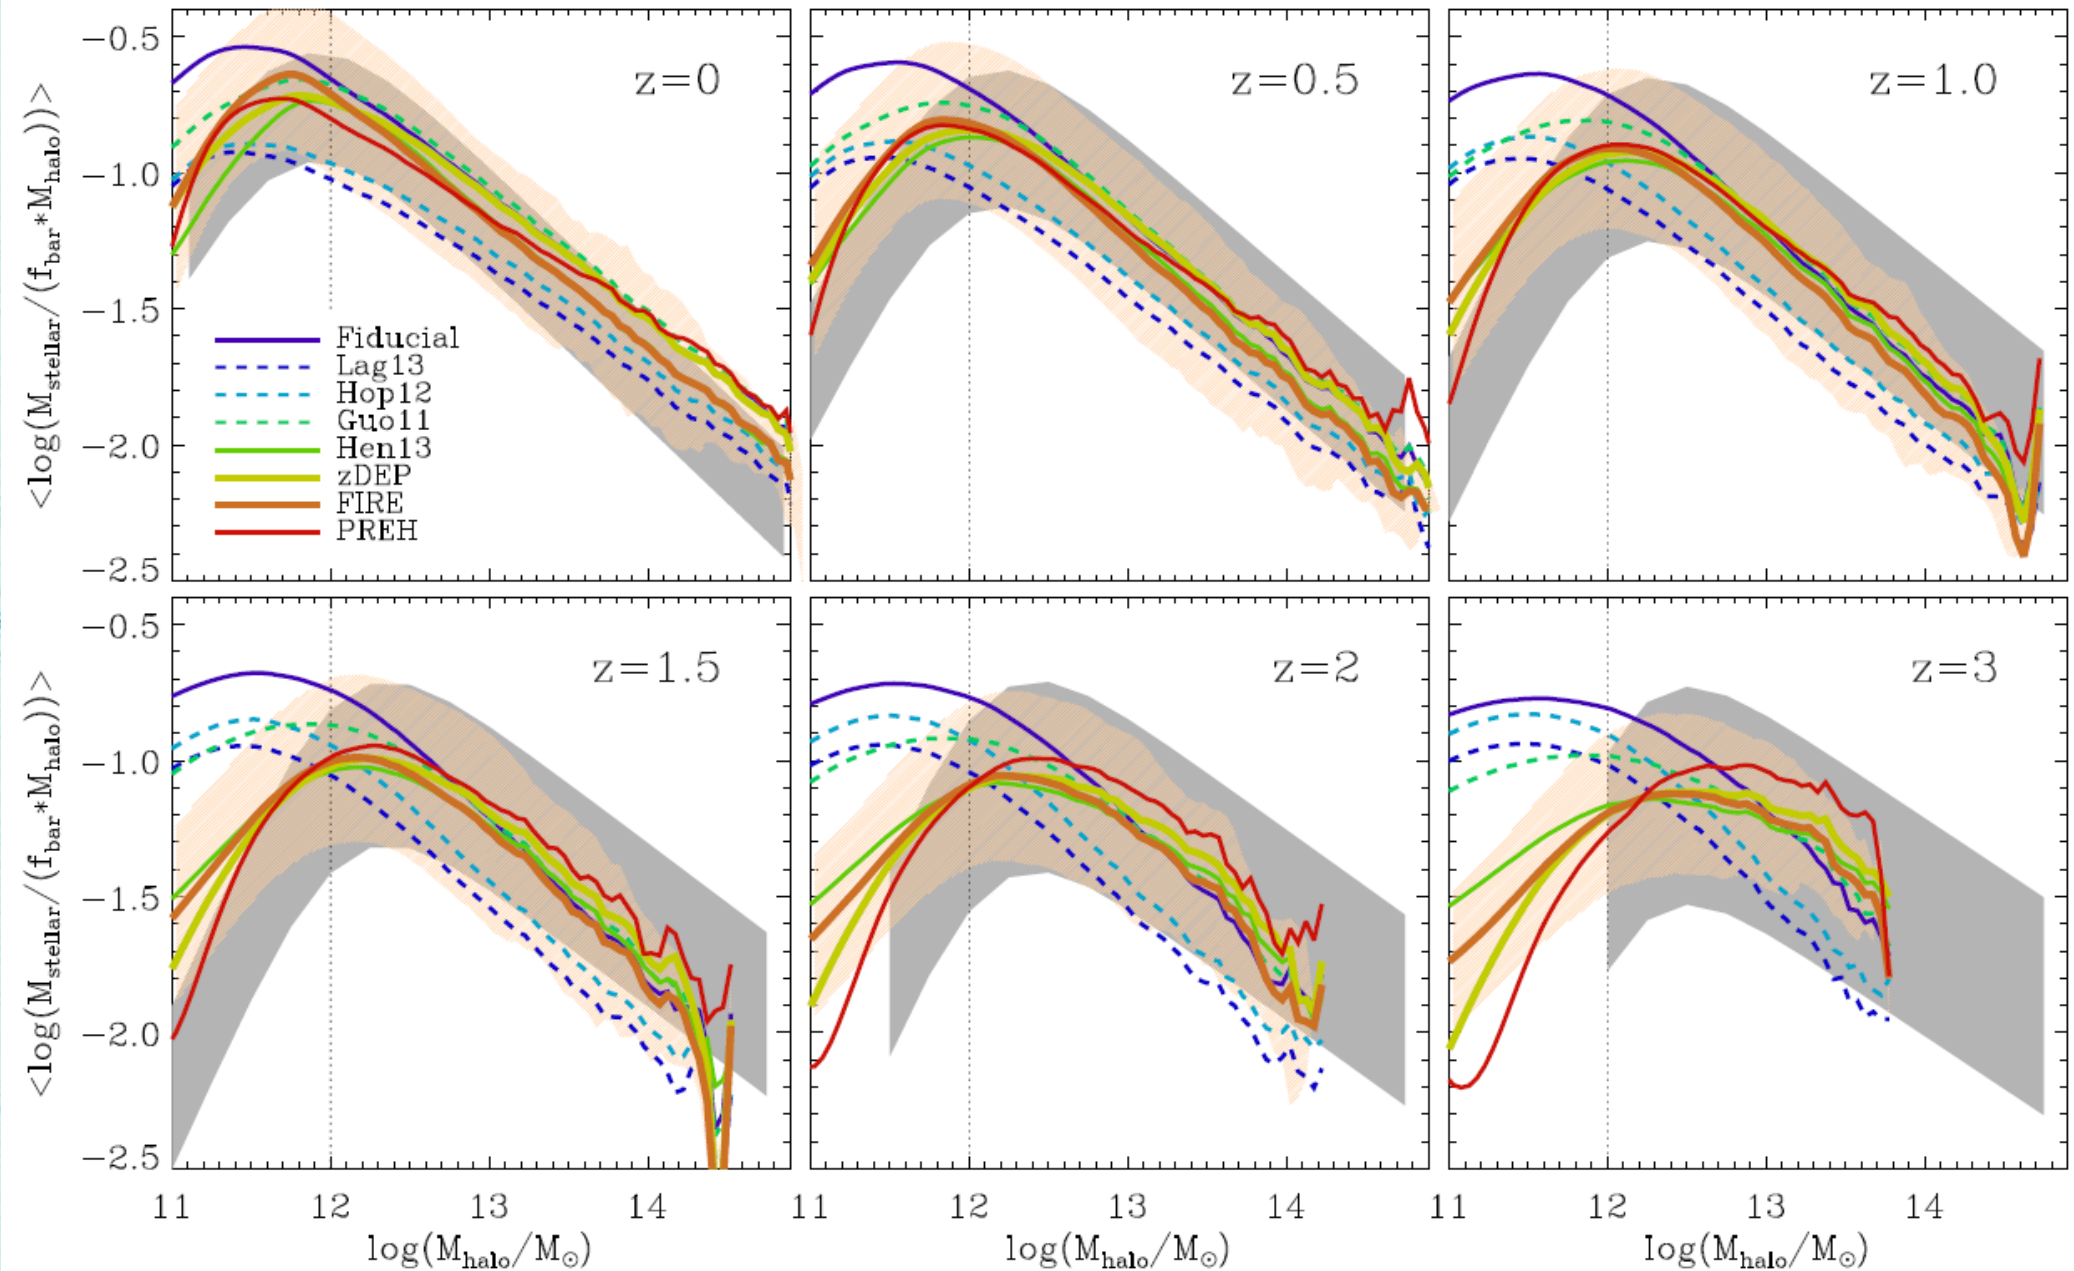 z=0
z=0.5
z=1.0
<log(M_stellar/(f_bar*M_halo))>
−0.5
−1.0
−1.5
−2.0
−2.5
Fiducial
Lag13
Hop12
Guo11
Hen13
zDEP
FIRE
PREH
z=1.5
z=2
z=3
<log(M_stellar/(f_bar*M_halo))>
−0.5
−1.0
−1.5
−2.0
−2.5
11 12 13 14 11 12 13 14 11 12 13 14
log(M_halo/M_⊙) log(M_halo/M_⊙) log(M_halo/M_⊙)